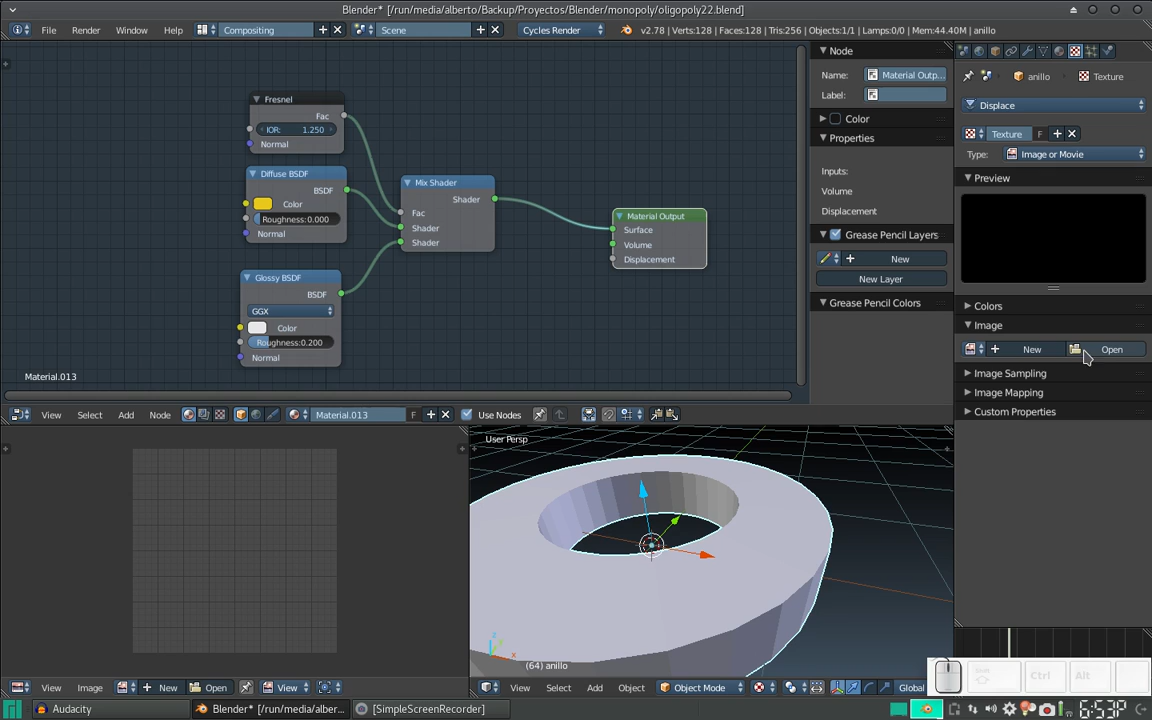 Blender* [/run/media/alberto/Backup/Proyectos/Blender/monopoly/oligopoly22.blend]
File Render Window Help Compositing Scene Cycles Render v2.78 | Verts:128 | Faces:128 | Tris:256 | Objects:1/1 | Lamps:0/0 | Mem:44.40M | anillo
Fresnel
Fac
IOR: 1.250
Normal
Diffuse BSDF
BSDF
Color
Roughness:0.000
Normal
Glossy BSDF
BSDF
GGX
Color
Roughness:0.200
Normal
Mix Shader
Shader
Fac
Shader
Shader
Material Output
Surface
Volume
Displacement
Material.013
Node
Name: Material Outp...
Label:
Color
Properties
Inputs:
Volume
Displacement
Grease Pencil Layers
New
New Layer
Grease Pencil Colors
anillo Texture
Displace
Texture F
Type: Image or Movie
Preview
Colors
Image
New Open
Image Sampling
Image Mapping
Custom Properties
View Select Add Node Material.013 F Use Nodes
User Persp
z
x
(64) anillo
View Image New Open View
View Select Add Object Object Mode Global
Ctrl Alt
Audacity Blender* [/run/media/alber... [SimpleScreenRecorder] 6:53P